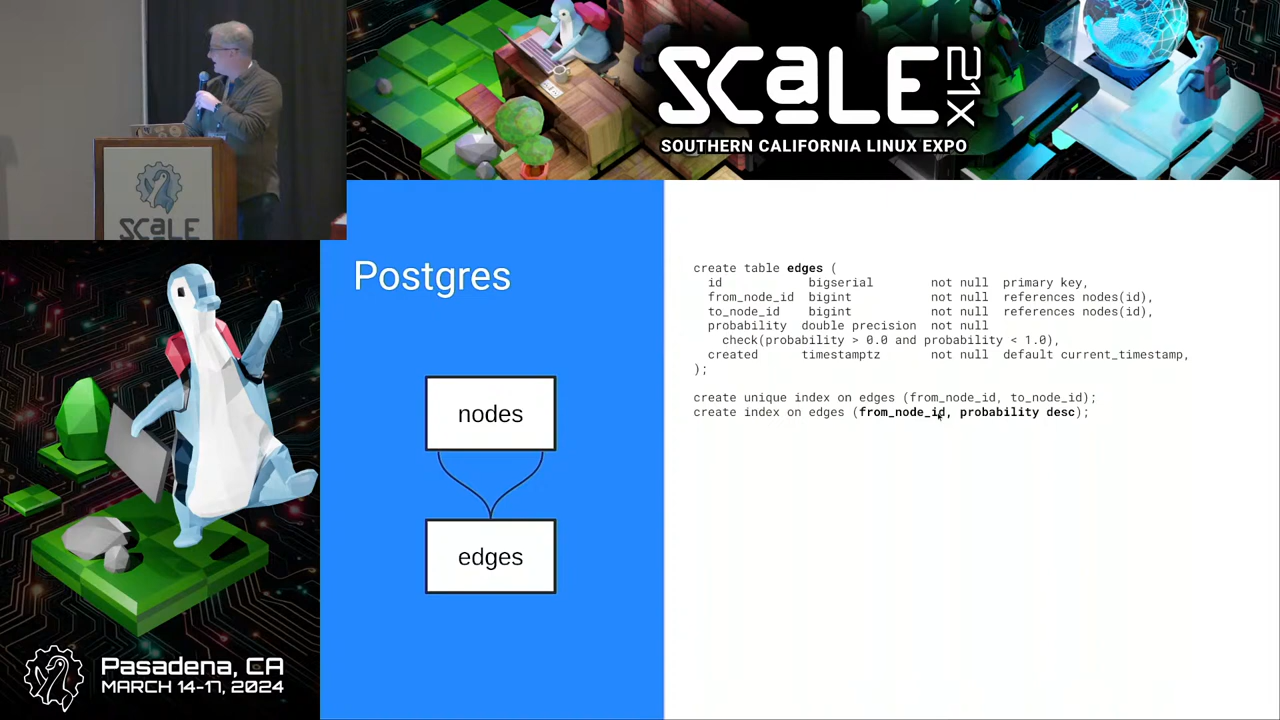 SCaLE 21X
SOUTHERN CALIFORNIA LINUX EXPO
SCaLE
Postgres
nodes
edges
create table edges (
id bigserial not null primary key,
from_node_id bigint not null references nodes(id),
to_node_id bigint not null references nodes(id),
probability double precision not null
check(probability > 0.0 and probability < 1.0),
created timestamptz not null default current_timestamp,
);
create unique index on edges (from_node_id, to_node_id);
create index on edges (from_node_id, probability desc);
Pasadena, CA
MARCH 14-17, 2024